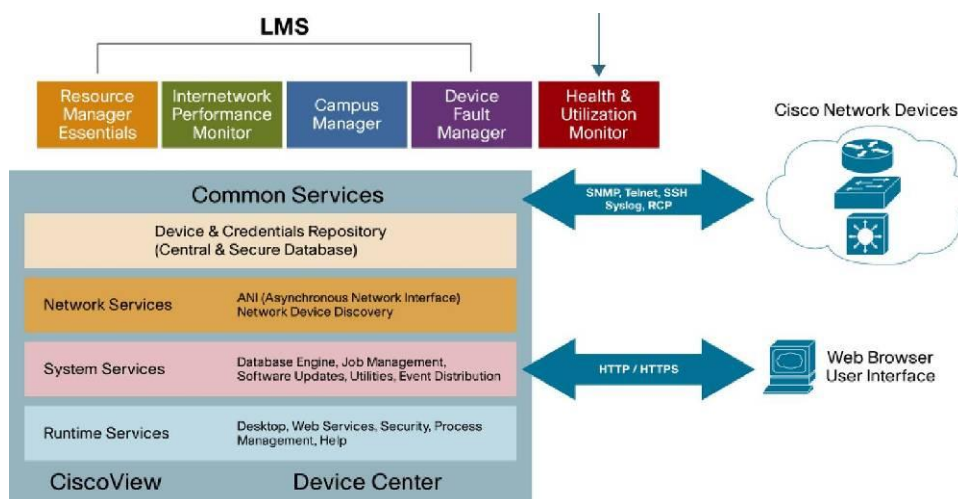 LMS
Resource
Manager
Essentials
Internetwork
Performance
Monitor
Campus
Manager
Device
Fault
Manager
Health &
Utilization
Monitor
Cisco Network Devices
Common Services
SNMP, Telnet, SSH
Syslog, RCP
Device & Credentials Repository
(Central & Secure Database)
Network Services
ANI (Asynchronous Network Interface)
Network Device Discovery
System Services
Database Engine, Job Management,
Software Updates, Utilities, Event Distribution
HTTP / HTTPS
Web Browser
User Interface
Runtime Services
Desktop, Web Services, Security, Process
Management, Help
CiscoView
Device Center